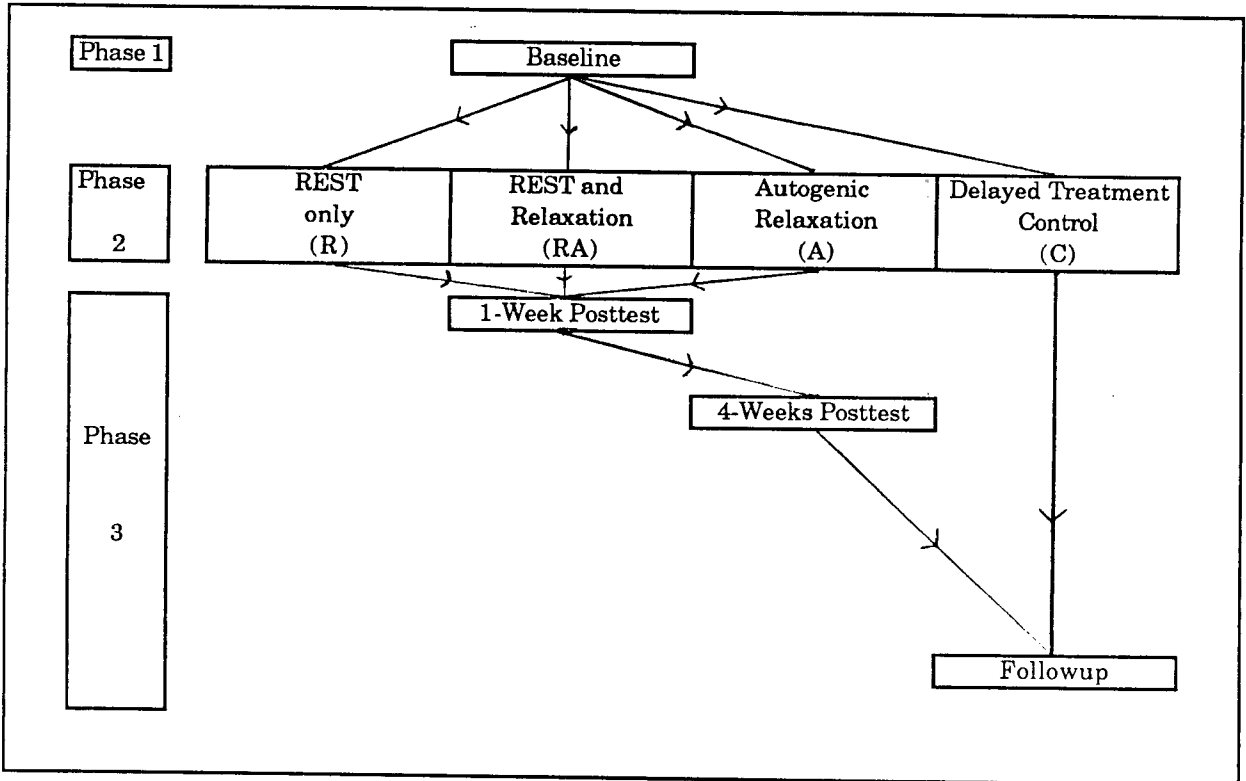 Phase 1
Baseline
Phase
2
REST
only
(R)
REST and
Relaxation
(RA)
Autogenic
Relaxation
(A)
Delayed Treatment
Control
(C)
1-Week Posttest
4-Weeks Posttest
Phase
3
Followup